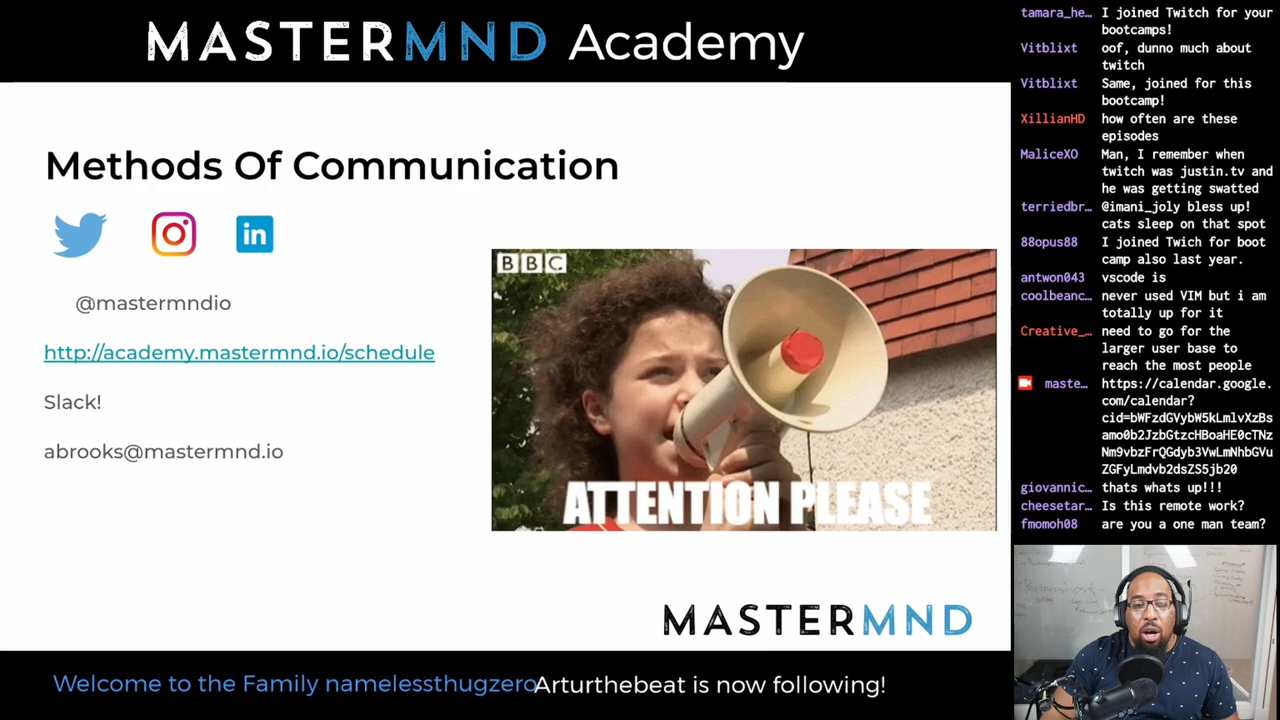 MASTERMND Academy
Methods Of Communication
in
@mastermndio
http://academy.mastermnd.io/schedule
Slack!
abrooks@mastermnd.io
BBC
ATTENTION PLEASE
MASTERMND
Welcome to the Family namelessthugzero
Arturthebeat is now following!
tamara_he… I joined Twitch for your
bootcamps!
Vitblixt oof, dunno much about
twitch
Vitblixt Same, joined for this
bootcamp!
XillianHD how often are these
episodes
MaliceXO Man, I remember when
twitch was justin.tv and
he was getting swatted
terriedbr… @imani_joly bless up!
cats sleep on that spot
88opus88 I joined Twich for boot
camp also last year.
antwon043 vscode is
coolbeanc… never used VIM but i am
totally up for it
Creative_… need to go for the
larger user base to
reach the most people
maste… https://calendar.google.
com/calendar?
cid=bWFzdGVybW5kLmlvXzBs
amo0b2JzbGtzcHBoaHE0cTNz
Nm9vbzFrQGdyb3VwLmNhbGVu
ZGFyLmdvb2dsZS5jb20
giovannic… thats whats up!!!
cheesetar… Is this remote work?
fmomoh08 are you a one man team?